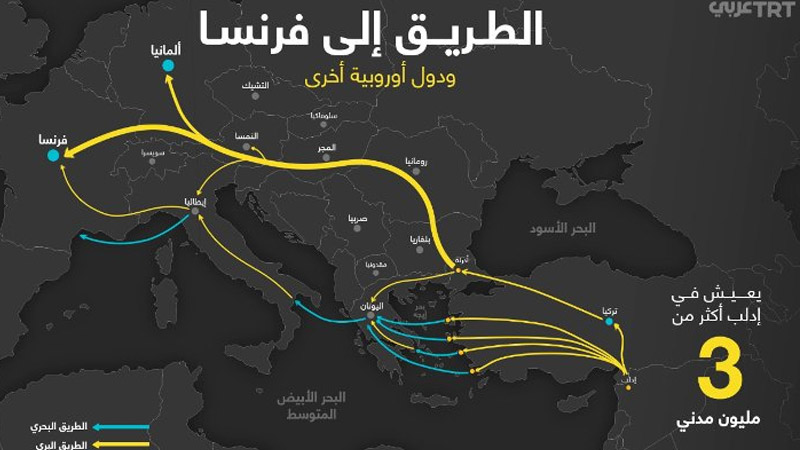 TRT عربي
الطريق إلى فرنسا
ودول أوروبية أخرى
ألمانيا
التشيك
سلوفاكيا
فرنسا
النمسا
المجر
سويسرا
رومانيا
إيطاليا
صربيا
بلغاريا
البحر الأسود
مقدونيا
أدرنة
اليونان
بحر إيجه
تركيا
إدلب
يعيش في
إدلب أكثر من
3
مليون مدني
البحر الأبيض
المتوسط
الطريق البحري
الطريق البري